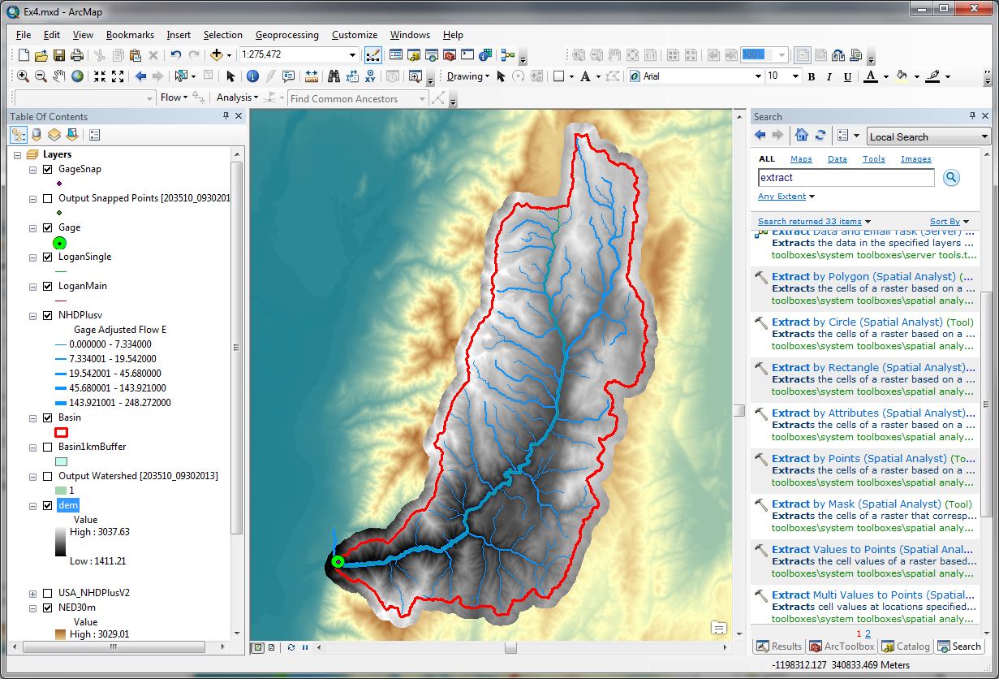 Ex4.mxd - ArcMap
File Edit View Bookmarks Insert Selection Geoprocessing Customize Windows Help
1:275,472 100%
Drawing Arial 10 B I U A
Flow Analysis Find Common Ancestors
Table Of Contents
Layers
GageSnap
Output Snapped Points [203510_0930201
Gage
LoganSingle
LoganMain
NHDPlusv
Gage Adjusted Flow E
0.000000 - 7.334000
7.334001 - 19.542000
19.542001 - 45.680000
45.680001 - 143.921000
143.921001 - 248.272000
Basin
Basin1kmBuffer
Output Watershed [203510_09302013]
1
dem
Value
High : 3037.63
Low : 1411.21
USA_NHDPlusV2
NED30m
Value
High : 3029.01
Search
Local Search
ALL Maps Data Tools Images
extract
Any Extent
Search returned 33 items Sort By
Extract Data and Email Task (Server) ...
Extracts the data in the specified layers ...
toolboxes\system toolboxes\server tools.t...
Extract by Polygon (Spatial Analyst) (...
Extracts the cells of a raster based on a ...
toolboxes\system toolboxes\spatial analy...
Extract by Circle (Spatial Analyst) (Tool)
Extracts the cells of a raster based on a ...
toolboxes\system toolboxes\spatial analy...
Extract by Rectangle (Spatial Analyst)...
Extracts the cells of a raster based on a ...
toolboxes\system toolboxes\spatial analy...
Extract by Attributes (Spatial Analyst)...
Extracts the cells of a raster based on a ...
toolboxes\system toolboxes\spatial analy...
Extract by Points (Spatial Analyst) (To...
Extracts the cells of a raster based on a ...
toolboxes\system toolboxes\spatial analy...
Extract by Mask (Spatial Analyst) (Tool)
Extracts the cells of a raster that corresp...
toolboxes\system toolboxes\spatial analy...
Extract Values to Points (Spatial Anal...
Extracts the cell values of a raster based...
toolboxes\system toolboxes\spatial analy...
Extract Multi Values to Points (Spatial...
Extracts cell values at locations specified...
toolboxes\system toolboxes\spatial analy...
1 2
Results ArcToolbox Catalog Search
-1198312.127 340833.469 Meters